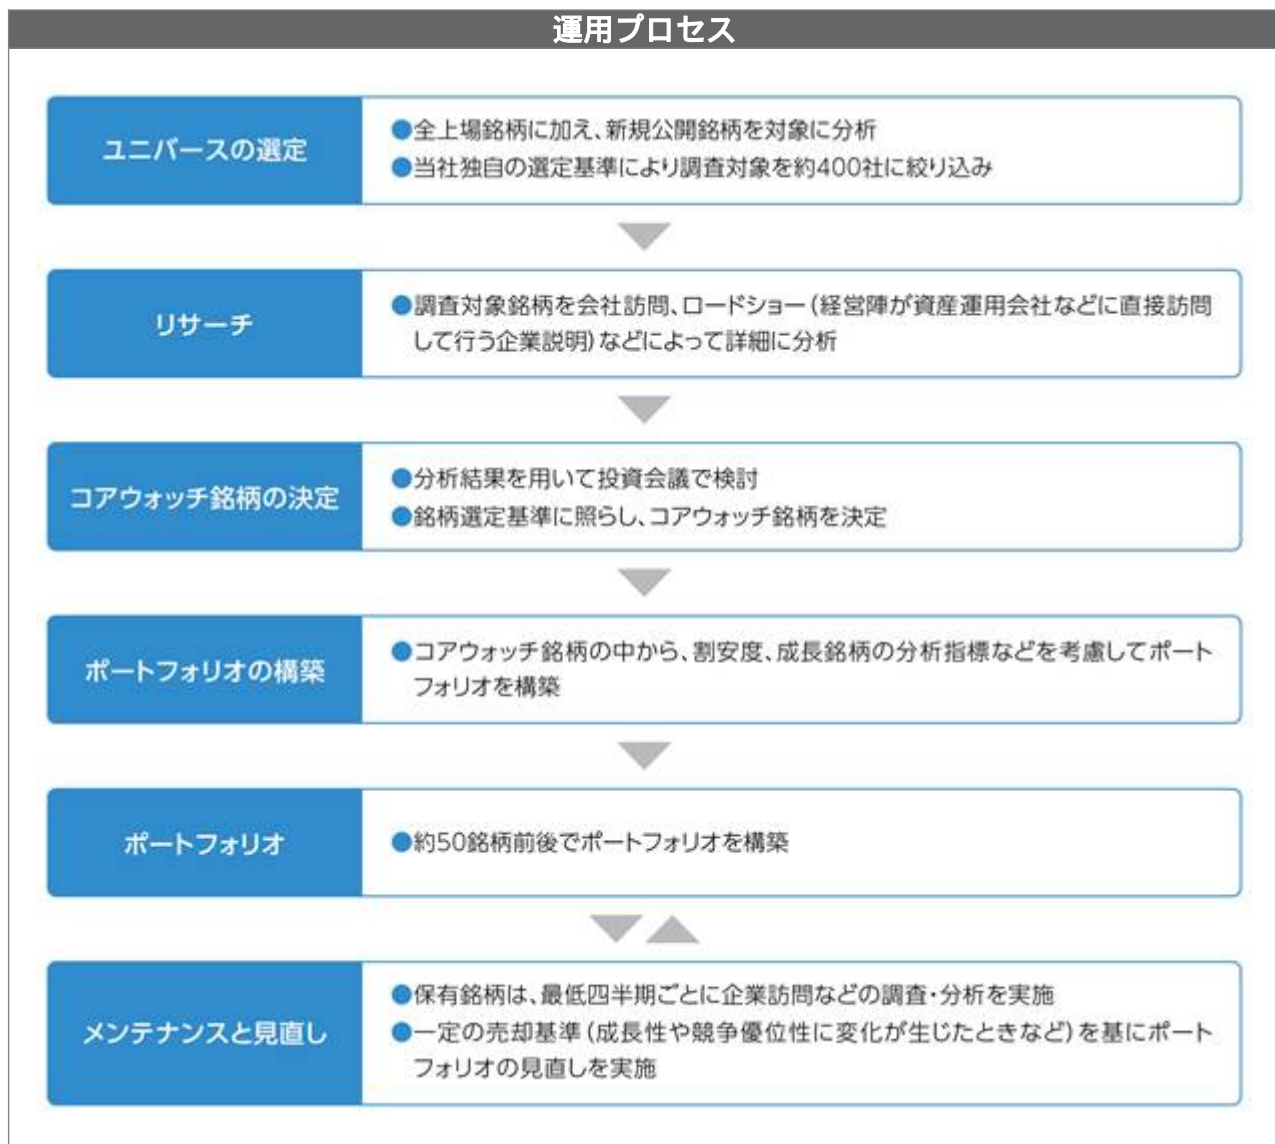 運用プロセス
ユニバースの選定
●全上場銘柄に加え、新規公開銘柄を対象に分析
●当社独自の選定基準により調査対象を約400社に絞り込み
リサーチ
●調査対象銘柄を会社訪問、ロードショー(経営陣が資産運用会社などに直接訪問
して行う企業説明)などによって詳細に分析
コアウォッチ銘柄の決定
●分析結果を用いて投資会議で検討
●銘柄選定基準に照らし、コアウォッチ銘柄を決定
ポートフォリオの構築
●コアウォッチ銘柄の中から、割安度、成長銘柄の分析指標などを考慮してポート
フォリオを構築
ポートフォリオ
●約50銘柄前後でポートフォリオを構築
メンテナンスと見直し
●保有銘柄は、最低四半期ごとに企業訪問などの調査・分析を実施
●一定の売却基準(成長性や競争優位性に変化が生じたときなど)を基にポート
フォリオの見直しを実施